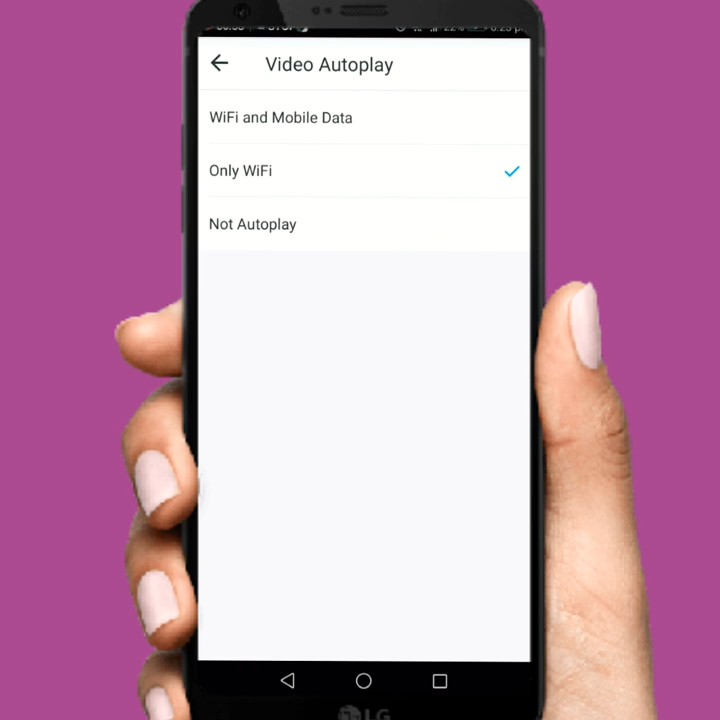 Video Autoplay
WiFi and Mobile Data
Only WiFi
Not Autoplay
LG